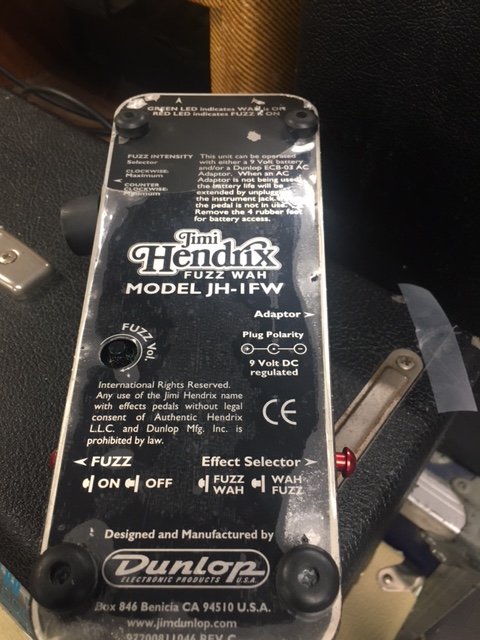 GREEN LED indicates WAH is ON
RED LED indicates FUZZ is ON
FUZZ INTENSITY
Selector
CLOCKWISE:
Maximum
COUNTER
CLOCKWISE:
Minimum
This unit can be operated
with either a 9 Volt battery
and/or a Dunlop ECB-03 AC
Adaptor. When an AC
Adaptor is not being used,
the battery life will be
extended by unplugging
the instrument jack
the pedal is not in use.
Remove the 4 rubber feet
for battery access.
Jimi
Hendrix
FUZZ WAH
MODEL JH-1FW
Adaptor
Plug Polarity
+ -
9 Volt DC
regulated
FUZZ Vol.
International Rights Reserved.
Any use of the Jimi Hendrix name
with effects pedals without legal
consent of Authentic Hendrix
L.L.C. and Dunlop Mfg. Inc. is
prohibited by law.
CE
FUZZ
ON OFF
Effect Selector
FUZZ WAH
WAH FUZZ
Designed and Manufactured by
Dunlop
ELECTRONIC PRODUCTS U.S.A.
Box 846 Benicia CA 94510 U.S.A.
www.jimdunlop.com
REV C